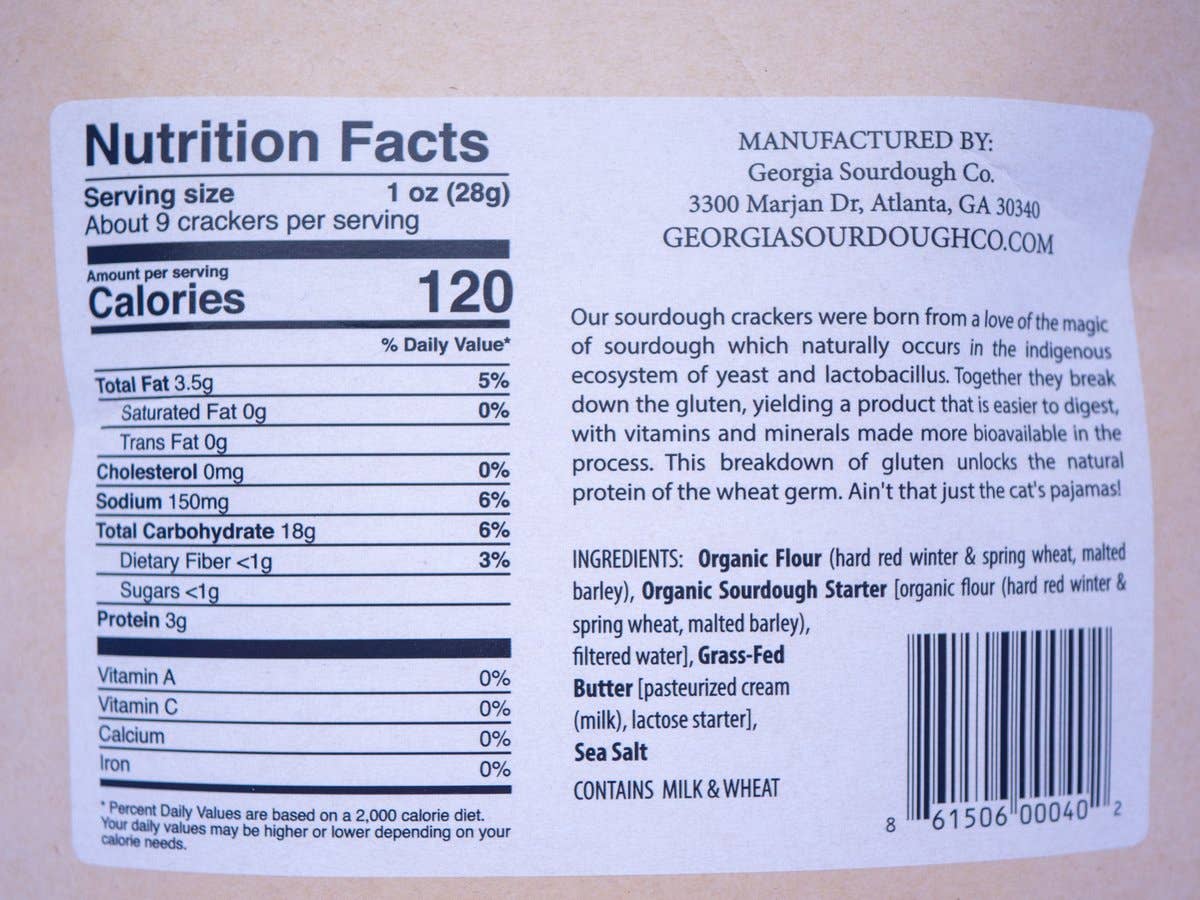 Nutrition Facts
Serving size 1 oz (28g)
About 9 crackers per serving
Amount per serving
Calories 120
% Daily Value*
Total Fat 3.5g 5%
Saturated Fat 0g 0%
Trans Fat 0g
Cholesterol 0mg 0%
Sodium 150mg 6%
Total Carbohydrate 18g 6%
Dietary Fiber <1g 3%
Sugars <1g
Protein 3g
Vitamin A 0%
Vitamin C 0%
Calcium 0%
Iron 0%
* Percent Daily Values are based on a 2,000 calorie diet.
Your daily values may be higher or lower depending on your
calorie needs.
MANUFACTURED BY:
Georgia Sourdough Co.
3300 Marjan Dr, Atlanta, GA 30340
GEORGIASOURDOUGHCO.COM
Our sourdough crackers were born from a love of the magic
of sourdough which naturally occurs in the indigenous
ecosystem of yeast and lactobacillus. Together they break
down the gluten, yielding a product that is easier to digest,
with vitamins and minerals made more bioavailable in the
process. This breakdown of gluten unlocks the natural
protein of the wheat germ. Ain't that just the cat's pajamas!
INGREDIENTS: Organic Flour (hard red winter & spring wheat, malted
barley), Organic Sourdough Starter [organic flour (hard red winter &
spring wheat, malted barley),
filtered water], Grass-Fed
Butter [pasteurized cream
(milk), lactose starter],
Sea Salt
CONTAINS MILK & WHEAT
8 61506 00040 2